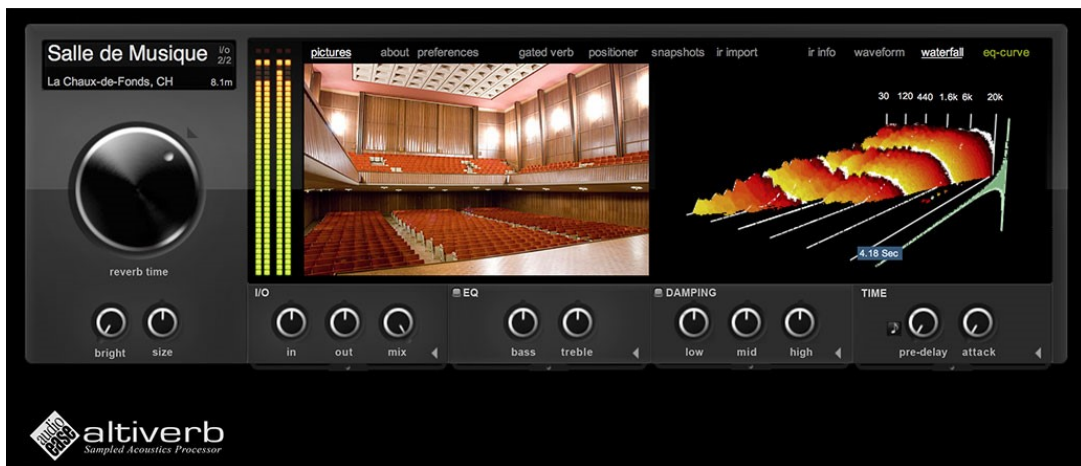 Salle de Musique i/o 2/2
La Chaux-de-Fonds, CH 8.1m
pictures about preferences gated verb positioner snapshots ir import ir info waveform waterfall eq-curve
30 120 440 1.6k 6k 20k
4.18 Sec
reverb time
bright size
I/O EQ DAMPING TIME
in out mix bass treble low mid high pre-delay attack
audio ease altiverb
Sampled Acoustics Processor